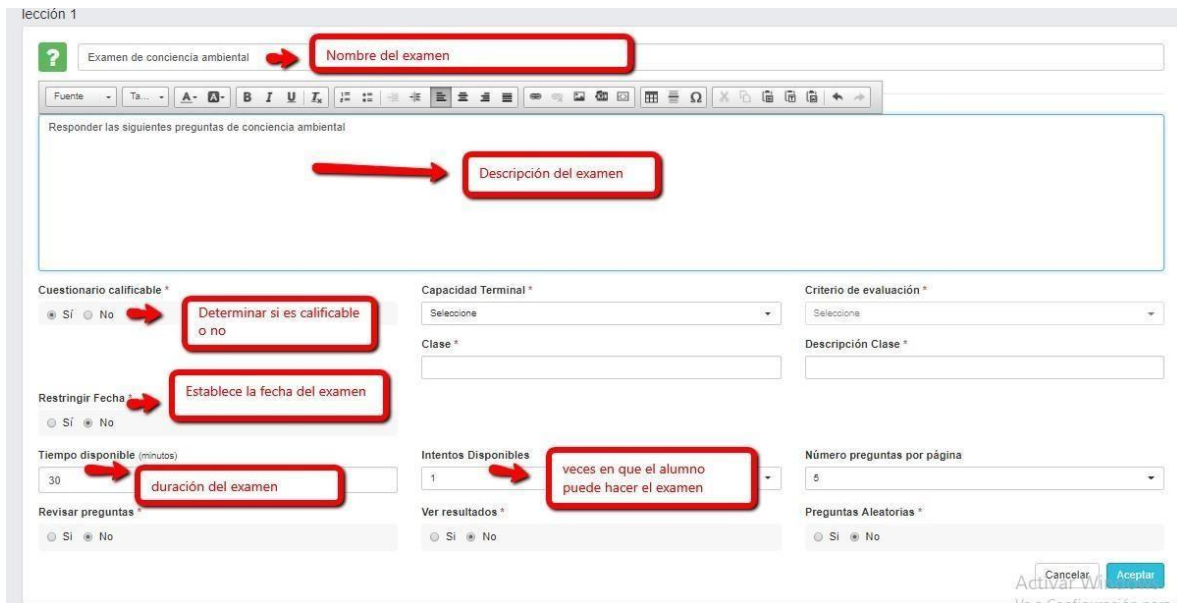 lección 1
Examen de conciencia ambiental
Nombre del examen
Fuente
Ta...
A A B I U Ix Ω
Responder las siguientes preguntas de conciencia ambiental
Descripción del examen
Cuestionario calificable * Capacidad Terminal * Criterio de evaluación *
Sí No
Determinar si es calificable
o no
Seleccione Seleccione
Clase * Descripción Clase *
Restringir Fecha *
Establece la fecha del examen
Sí No
Tiempo disponible (minutos) Intentos Disponibles Número preguntas por página
30
duración del examen
1
veces en que el alumno
puede hacer el examen
5
Revisar preguntas * Ver resultados * Preguntas Aleatorias *
Si No Si No Si No
Cancelar Aceptar
Activar